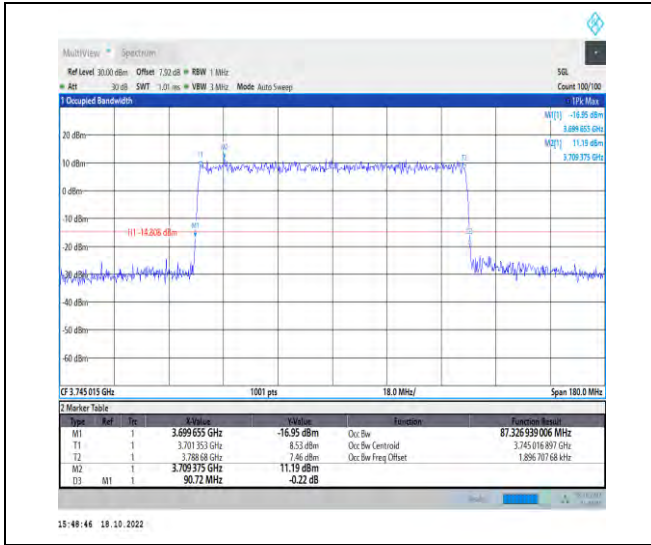 MultiView Spectrum
Ref Level 30.00 dBm Offset 7.92 dB RBW 1 MHz SGL
Att 30 dB SWT 1.01 ms VBW 3 MHz Mode Auto Sweep Count 100/100
1 Occupied Bandwidth 1Pk Max
M1[1] -16.95 dBm
3.699 655 GHz
M2[1] 11.19 dBm
3.709 375 GHz
20 dBm
T1 T2
10 dBm
0 dBm
-10 dBm
M1
H1 -14.806 dBm
-20 dBm
-30 dBm
-40 dBm
-50 dBm
-60 dBm
CF 3.745 015 GHz 1001 pts 18.0 MHz/ Span 180.0 MHz
2 Marker Table
Type Ref Trc X-Value Y-Value Function Function Result
M1 1 3.699 655 GHz -16.95 dBm Occ Bw 87.326 939 006 MHz
T1 1 3.701 353 GHz 8.53 dBm Occ Bw Centroid 3.745 016 897 GHz
T2 1 3.788 68 GHz 7.46 dBm Occ Bw Freq Offset 1.896 707 68 kHz
M2 1 3.709 375 GHz 11.19 dBm
D3 M1 1 90.72 MHz -0.22 dB
15:48:46 18.10.2022